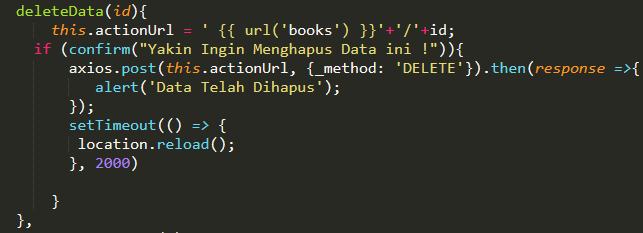 deleteData(id){
this.actionUrl = ' {{ url('books') }}'+'/'+id;
if (confirm("Yakin Ingin Menghapus Data ini !")){
axios.post(this.actionUrl, {_method: 'DELETE'}).then(response =>{
alert('Data Telah Dihapus');
});
setTimeout(() => {
location.reload();
}, 2000)
}
},